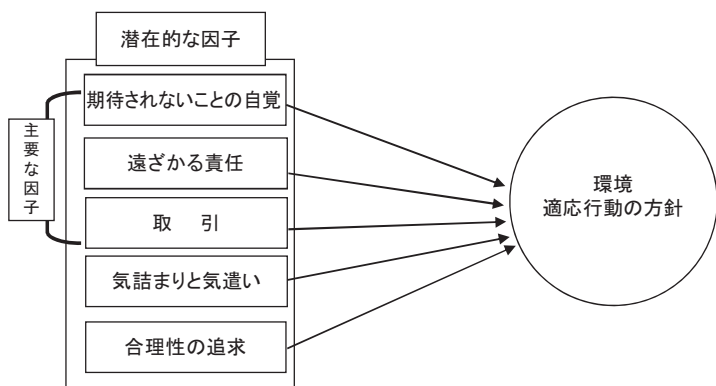 潜在的な因子
期待されないことの自覚
主要な因子
遠ざかる責任
取　引
気詰まりと気遣い
合理性の追求
環境
適応行動の方針